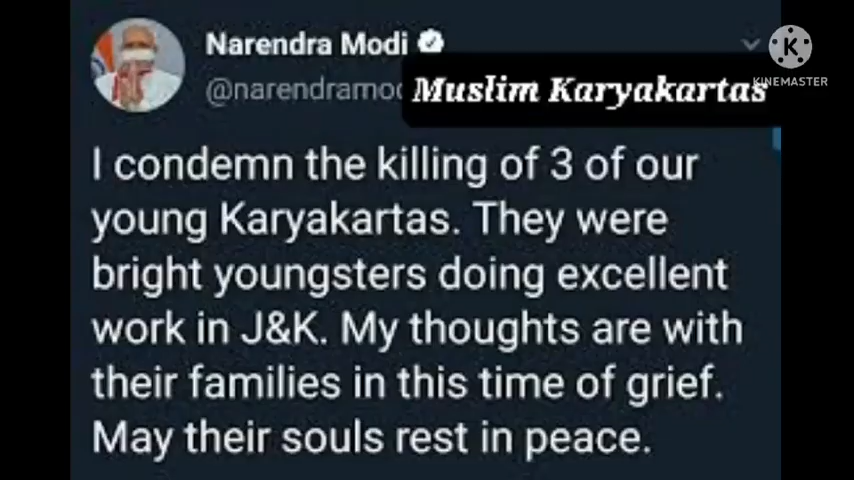 Narendra Modi
@narendramo
Muslim Karyakartas
KINEMASTER
I condemn the killing of 3 of our
young Karyakartas. They were
bright youngsters doing excellent
work in J&K. My thoughts are with
their families in this time of grief.
May their souls rest in peace.